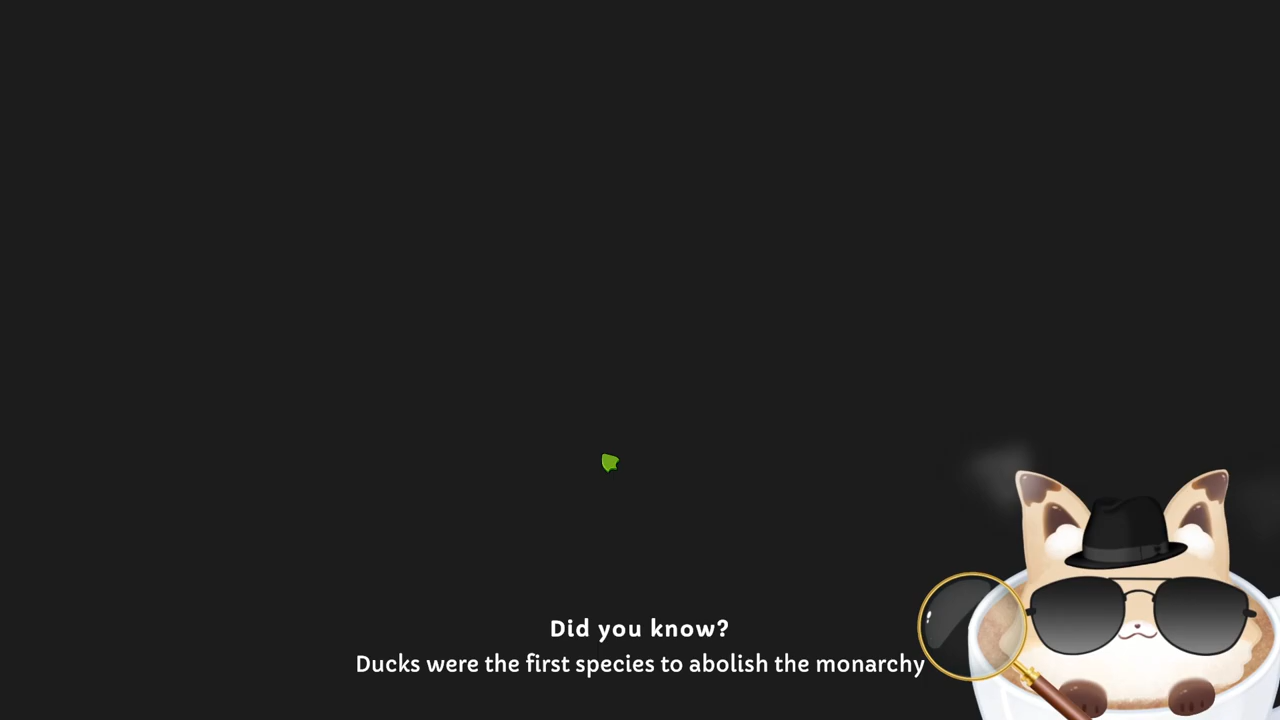 Did you know?
Ducks were the first species to abolish the monarchy